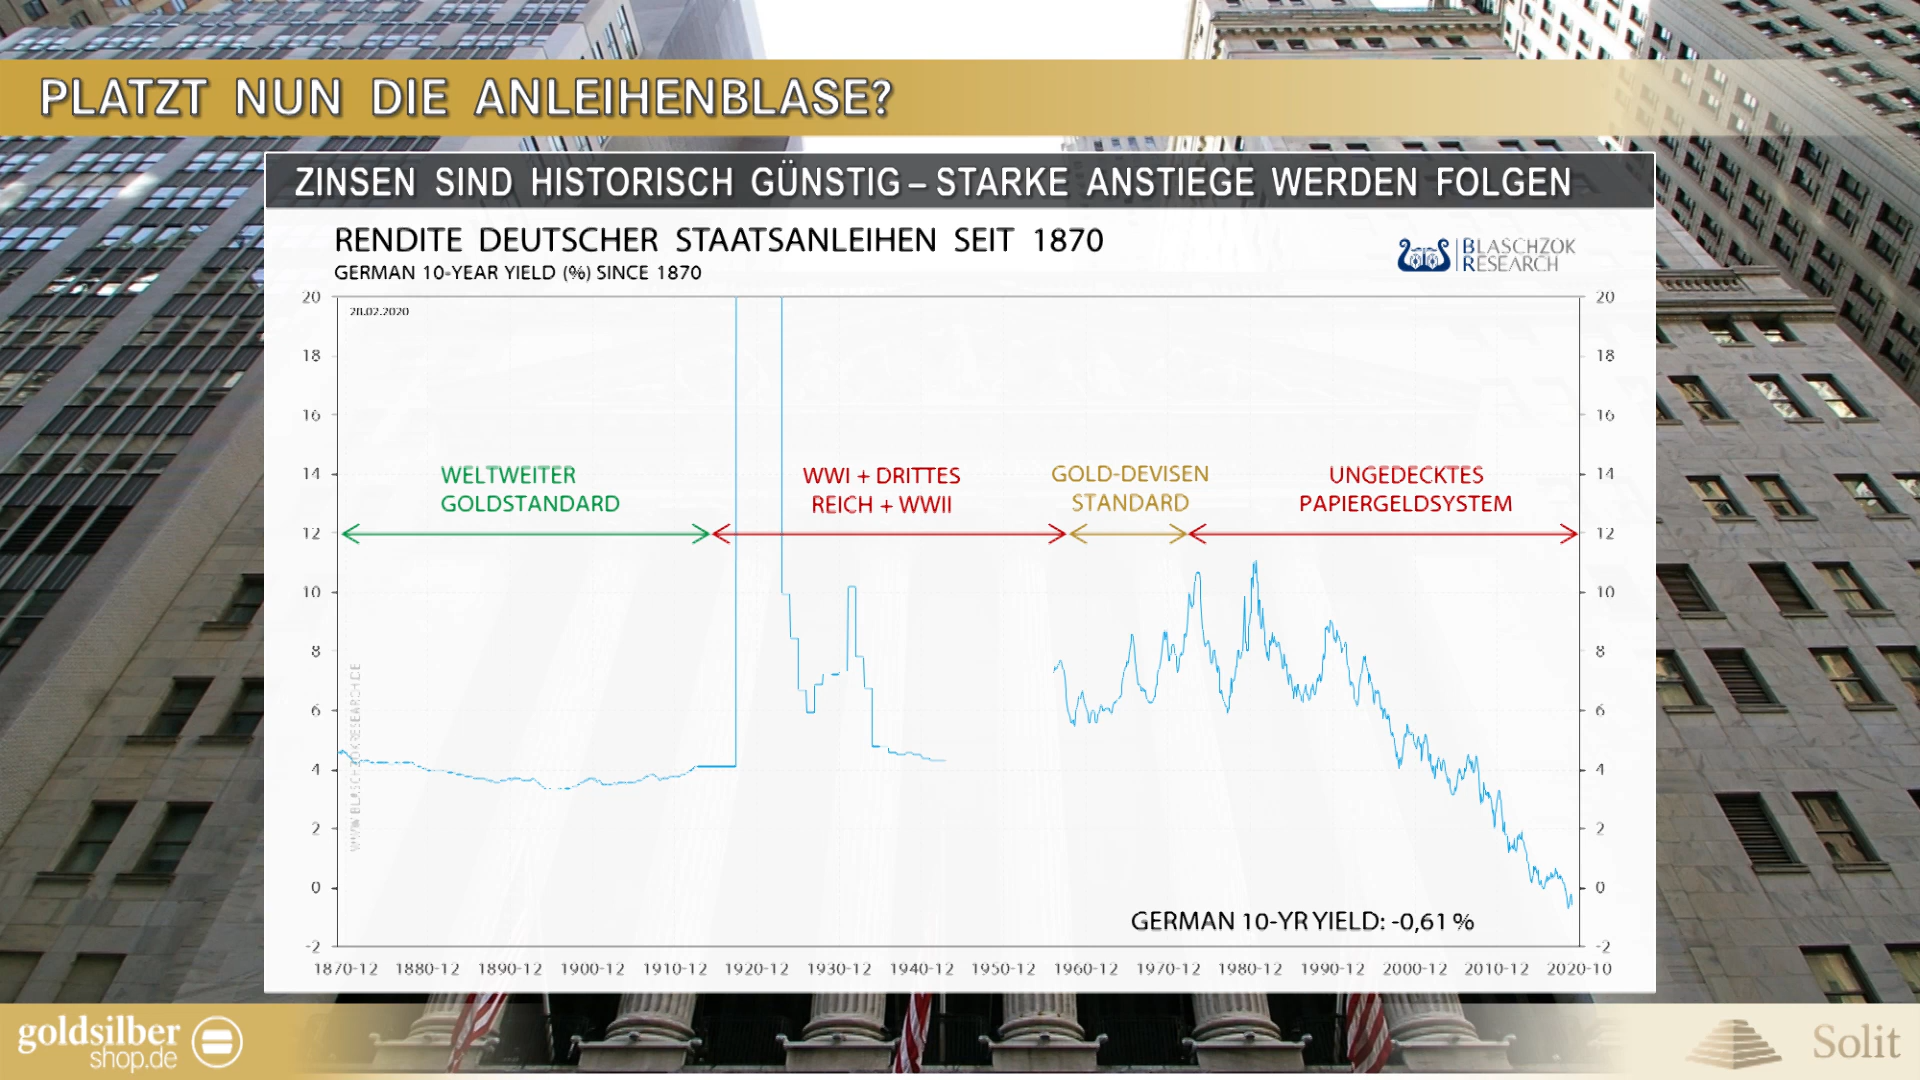 PLATZT NUN DIE ANLEIHENBLASE?
ZINSEN SIND HISTORISCH GÜNSTIG – STARKE ANSTIEGE WERDEN FOLGEN
RENDITE DEUTSCHER STAATSANLEIHEN SEIT 1870
GERMAN 10-YEAR YIELD (%) SINCE 1870
BLASCHZOK
RESEARCH
20 20
28.02.2020
18 18
16 16
14 14
WELTWEITER
GOLDSTANDARD
WWI + DRITTES
REICH + WWII
GOLD-DEVISEN
STANDARD
UNGEDECKTES
PAPIERGELDSYSTEM
12 12
10 10
8 8
6 6
4 4
2 2
0 0
-2 -2
WWW.BLASCHZOKRESEARCH.DE
GERMAN 10-YR YIELD: -0,61 %
1870-12 1880-12 1890-12 1900-12 1910-12 1920-12 1930-12 1940-12 1950-12 1960-12 1970-12 1980-12 1990-12 2000-12 2010-12 2020-10
goldsilber
shop.de
Solit